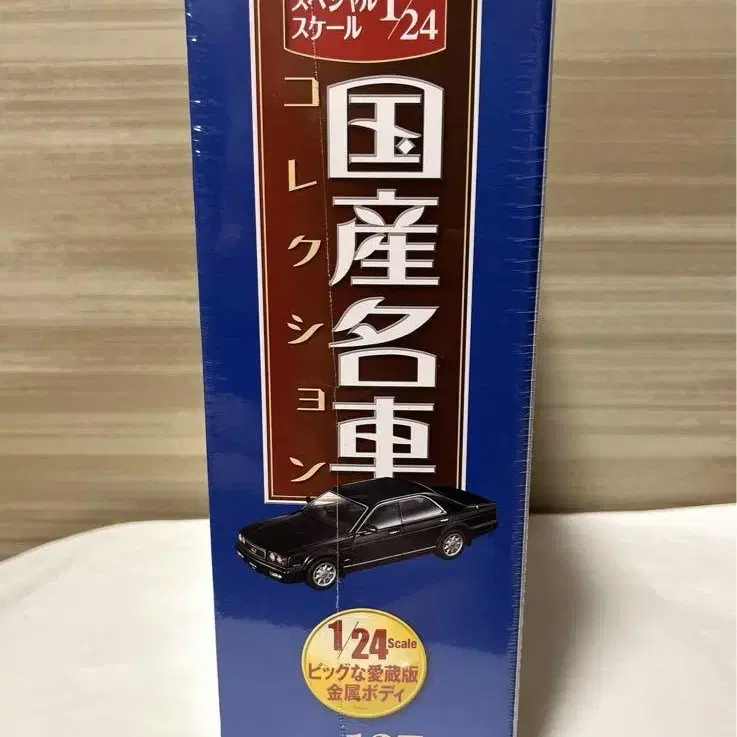 スペシャル
スケール 1/24
国産名車
コレクション
1/24 Scale
ビッグな愛蔵版
金属ボディ